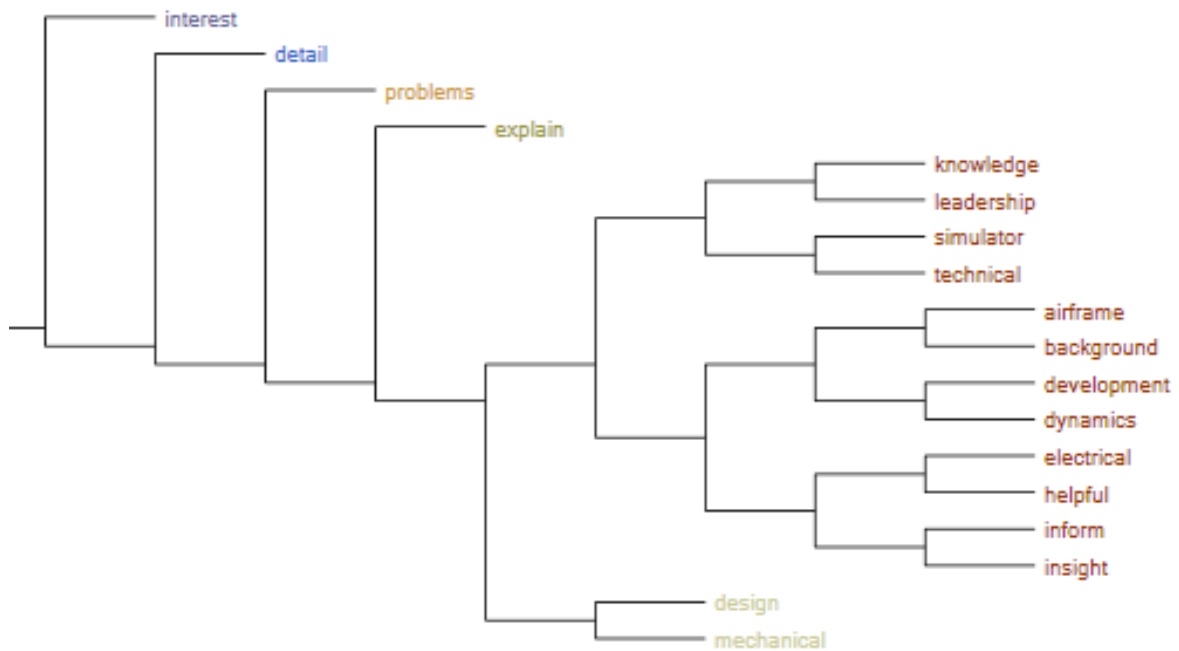 interest
detail
problems
explain
knowledge
leadership
simulator
technical
airframe
background
development
dynamics
electrical
helpful
inform
insight
design
mechanical